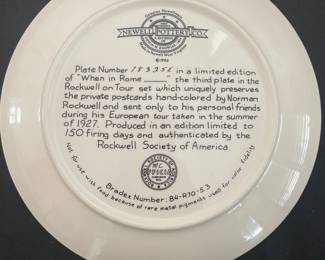 NEWELL POTTERY CO.
©1982
Plate Number 18325E in a limited edition
of "When in Rome ———" the third plate in the
Rockwell on Tour set which uniquely preserves
the private postcards hand-colored by Norman
Rockwell and sent only to his personal friends
during his European tour taken in the summer
of 1927. Produced in an edition limited to
150 firing days and authenticated by the
Rockwell Society of America.
Bradex Number: 84-R70-5.3
Not for use with food because of rare metal pigments used for color fidelity